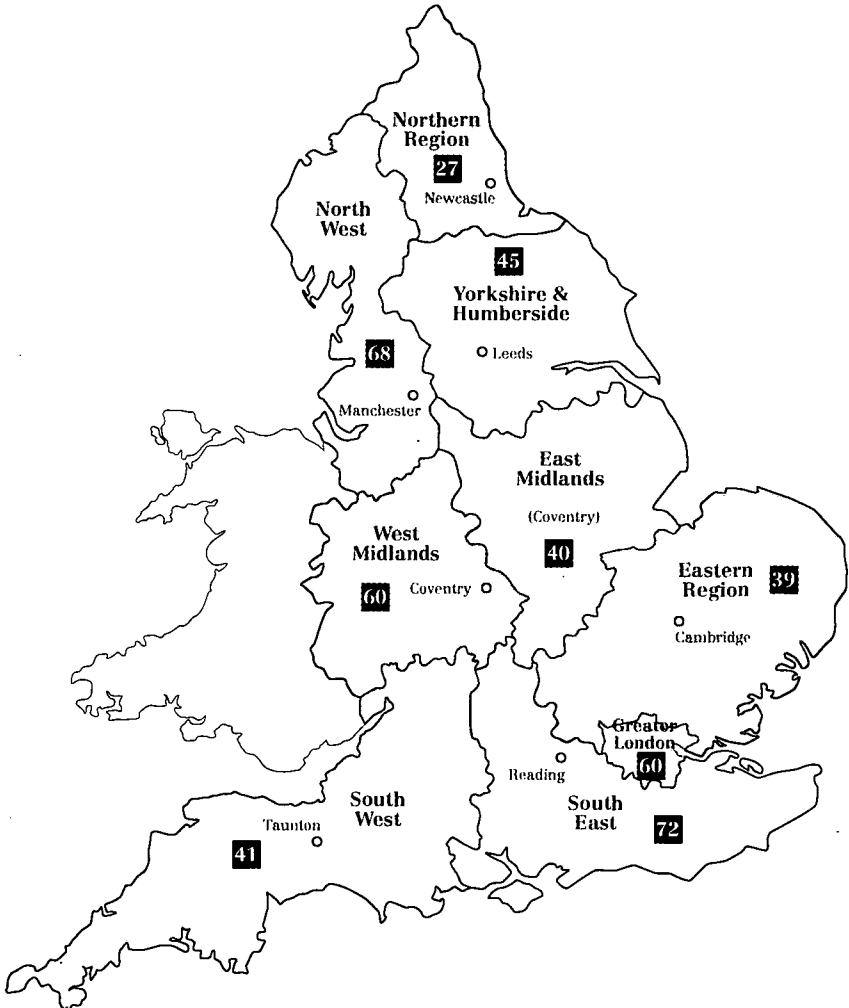 Northern
Region
27
Newcastle
North
West
45
Yorkshire &
Humberside
Leeds
68
Manchester
East
Midlands
(Coventry)
40
West
Midlands
60
Coventry
Eastern
Region
39
Cambridge
Greater
London
60
Reading
South
East
72
South
West
Taunton
41